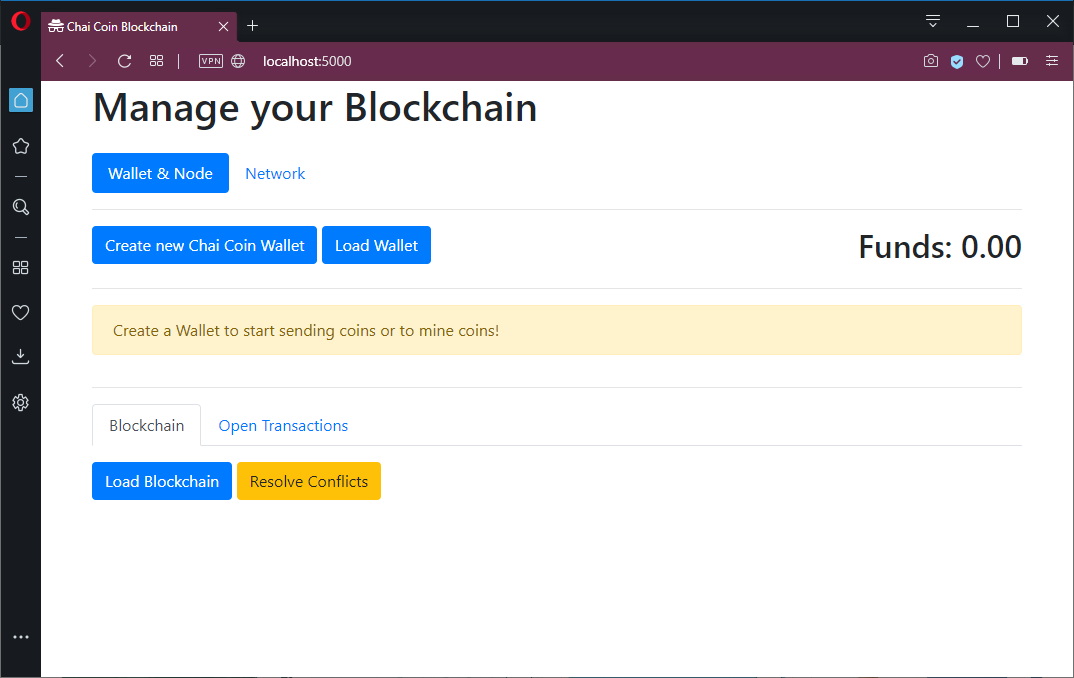 Chai Coin Blockchain
VPN localhost:5000
Manage your Blockchain
Wallet & Node Network
Create new Chai Coin Wallet Load Wallet Funds: 0.00
Create a Wallet to start sending coins or to mine coins!
Blockchain Open Transactions
Load Blockchain Resolve Conflicts